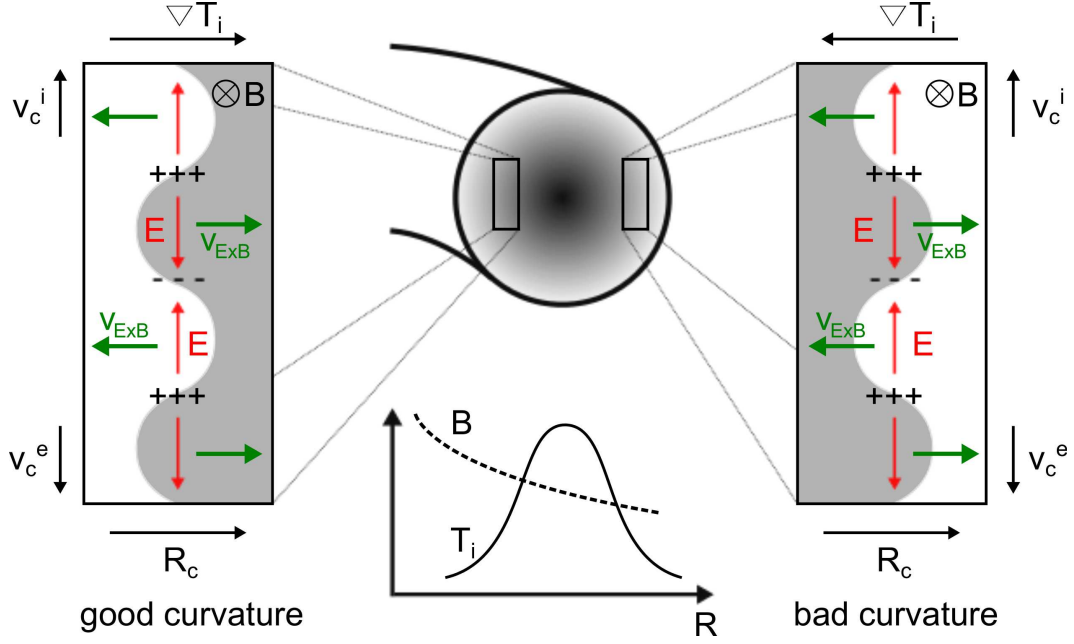 ▽T_i
v_c^i
⊗B
+++
E
v_ExB
- - -
v_ExB
E
+++
v_c^e
R_c
good curvature
B
T_i
R
▽T_i
⊗B
v_c^i
+++
E
v_ExB
- - -
v_ExB
E
+++
v_c^e
R_c
bad curvature